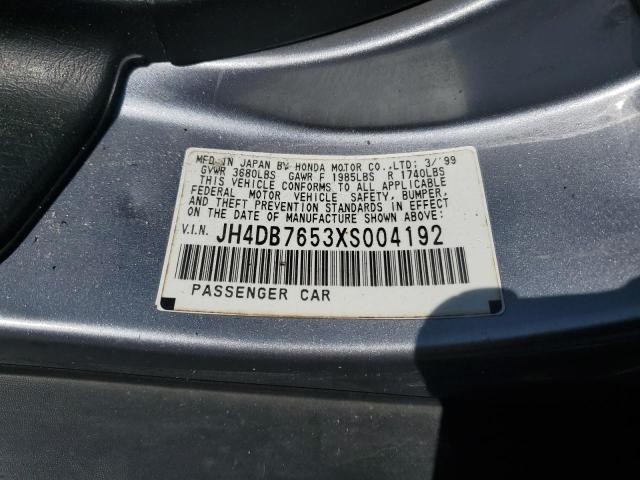 MFD IN JAPAN BY HONDA MOTOR CO.,LTD: 3/'99
GVWR 3680LBS GAWR F 1985LBS R 1740LBS
THIS VEHICLE CONFORMS TO ALL APPLICABLE
FEDERAL MOTOR VEHICLE SAFETY, BUMPER,
AND THEFT PREVENTION STANDARDS IN EFFECT
ON THE DATE OF MANUFACTURE SHOWN ABOVE:
V.I.N. JH4DB7653XS004192
PASSENGER CAR